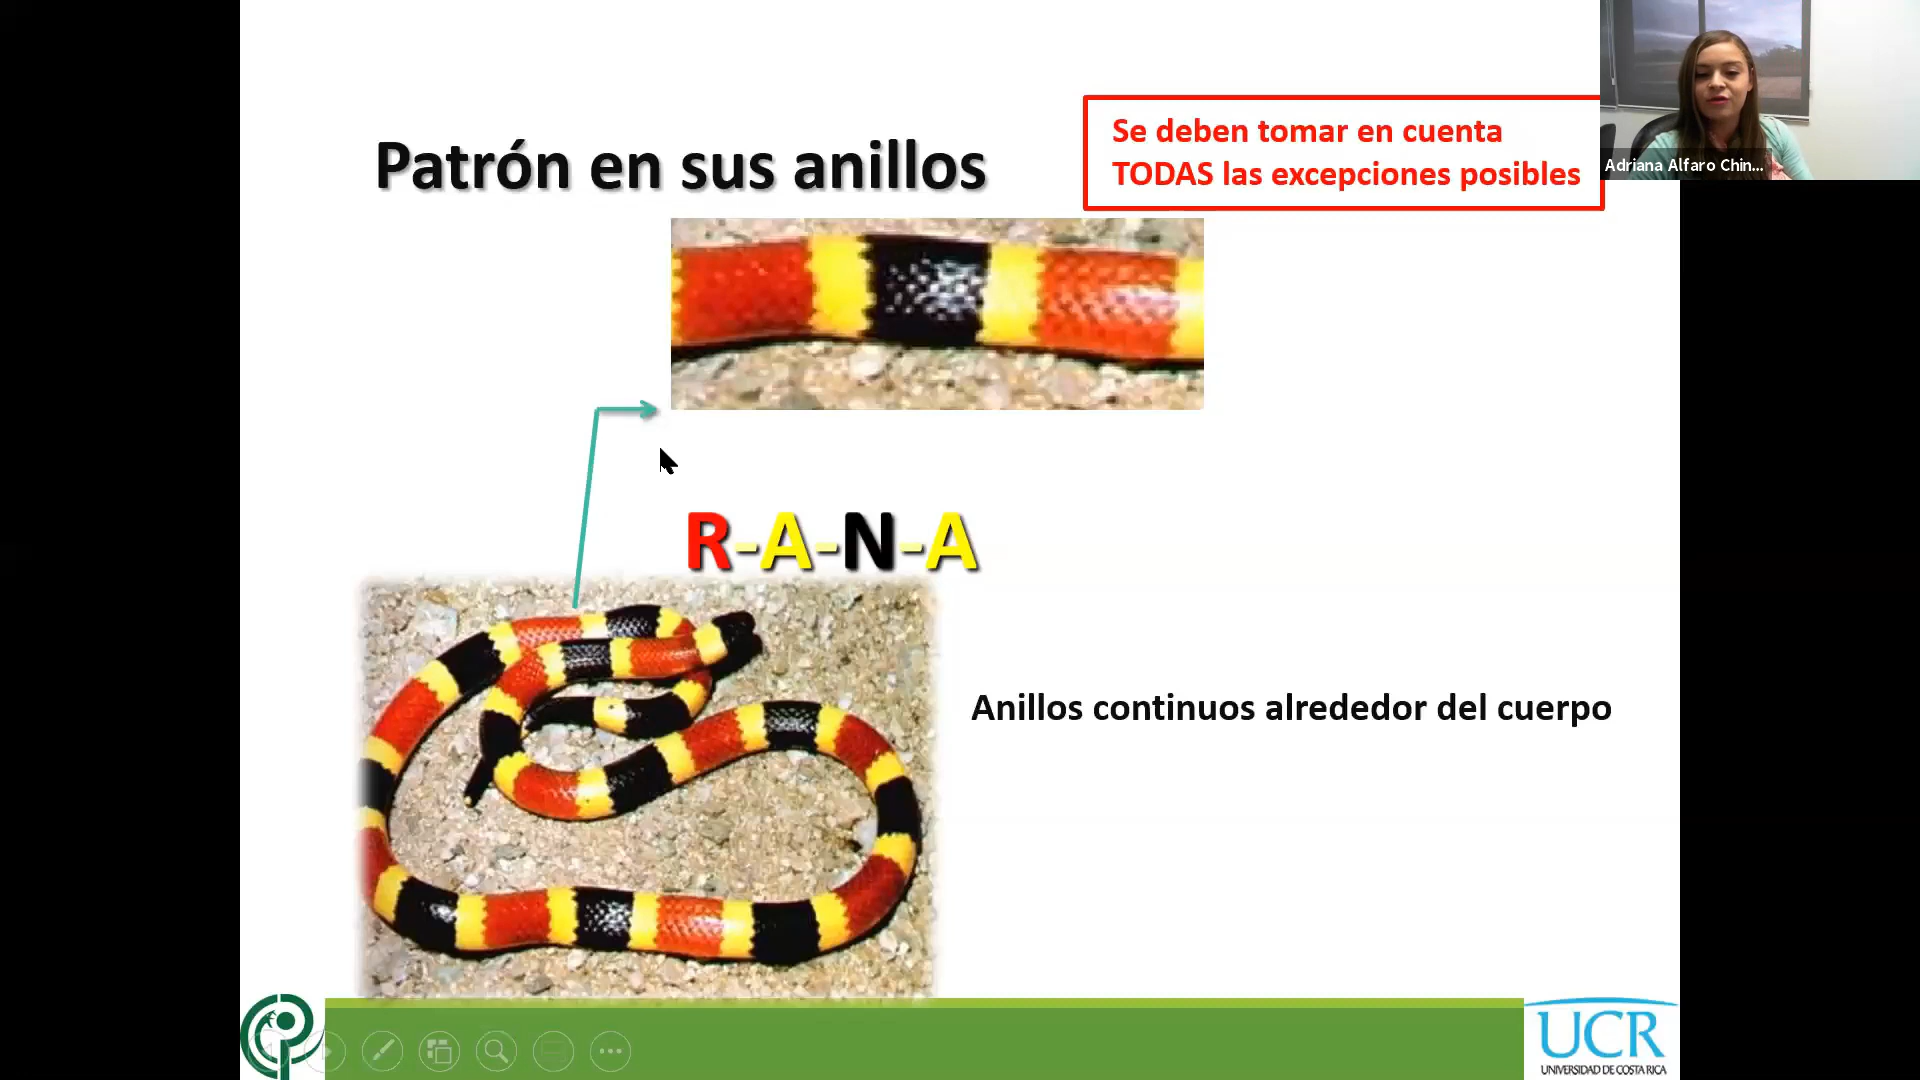 Se deben tomar en cuenta
TODAS las excepciones posibles
Adriana Alfaro Chin...
Patrón en sus anillos
R-A-N-A
Anillos continuos alrededor del cuerpo
UCR
UNIVERSIDAD DE COSTA RICA